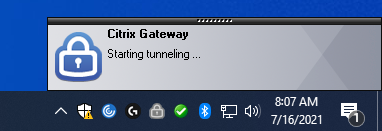 Citrix Gateway
Starting tunneling ...
8:07 AM
7/16/2021
1